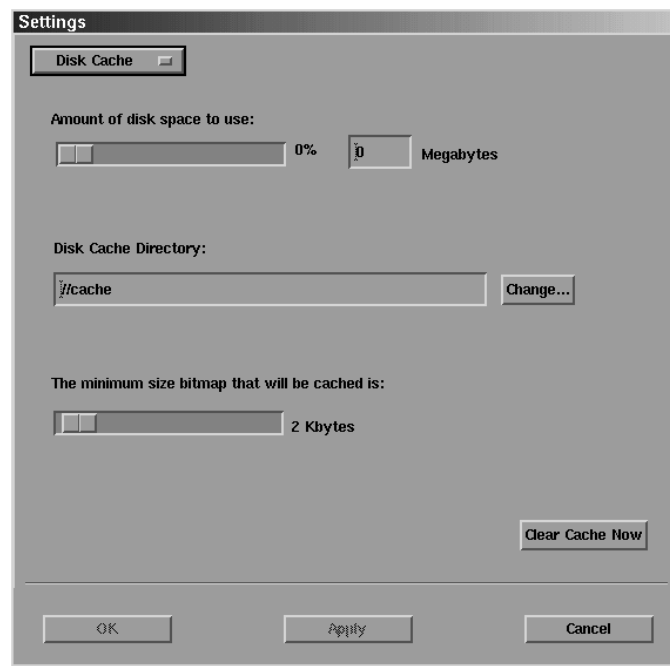 Settings
Disk Cache
Amount of disk space to use:
0% 0 Megabytes
Disk Cache Directory:
//cache Change...
The minimum size bitmap that will be cached is:
2 Kbytes
Clear Cache Now
OK Apply Cancel